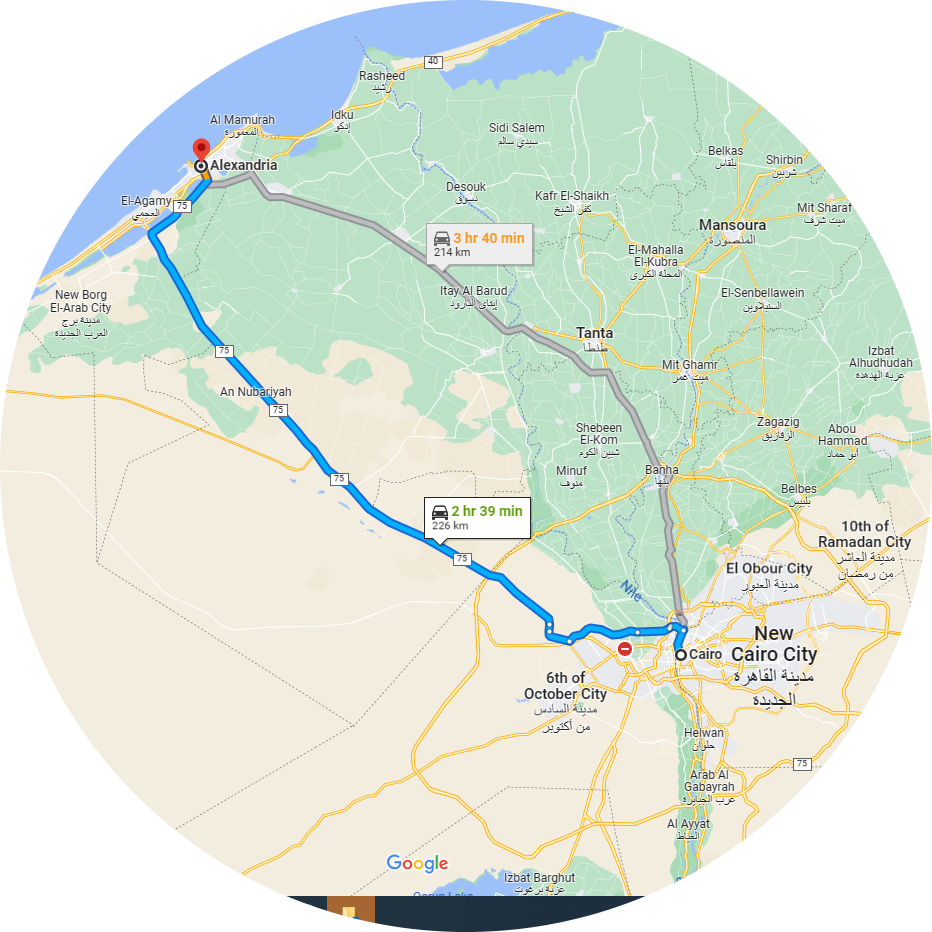 40
Rasheed
رشيد
Al Mamurah
المعمورة
Idku
إدكو
Sidi Salem
سيدي سالم
Belkas
بلقاس
Shirbin
شربين
Alexandria
Desouk
دسوق
Kafr El-Shaikh
كفر الشيخ
El-Agamy
العجمي
75
Mit Sharaf
ميت شرف
Mansoura
المنصورة
3 hr 40 min
214 km
El-Mahalla
El-Kubra
المحلة الكبرى
New Borg
El-Arab City
مدينة برج
العرب الجديدة
Itay Al Barud
إيتاى البارود
El-Senbellawein
السنبلاوين
Tanta
طنطا
75
Mit Ghamr
ميت غمر
Izbat
Alhudhudah
عزبة الهدهدة
An Nubariyah
75
Shebeen
El-Kom
شبين الكوم
Zagazig
الزقازيق
Abou
Hammad
أبو حماد
Minuf
منوف
Banha
بنها
75
Belbes
بلبيس
2 hr 39 min
226 km
10th of
Ramadan City
مدينة العاشر
من رمضان
75
El Obour City
مدينة العبور
Nile
New
Cairo City
مدينة القاهرة
الجديدة
Cairo
6th of
October City
مدينة السادس
من أكتوبر
Helwan
حلوان
75
Arab Al
Gabayrah
عرب الجبايرة
Al Ayyat
العياط
Google
Izbat Barghut
عزبة برغوت
Qarun Lake